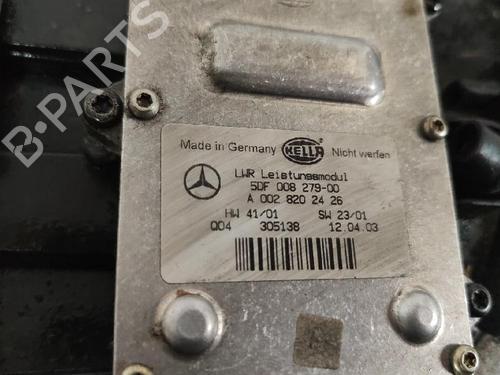 B-PARTS
Made in Germany HELLA Nicht werfen
LWR Leistungsmodul
5DF 008 279-00
A 002 820 24 26
HW 41/01 SW 23/01
Q04 305138 12.04.03